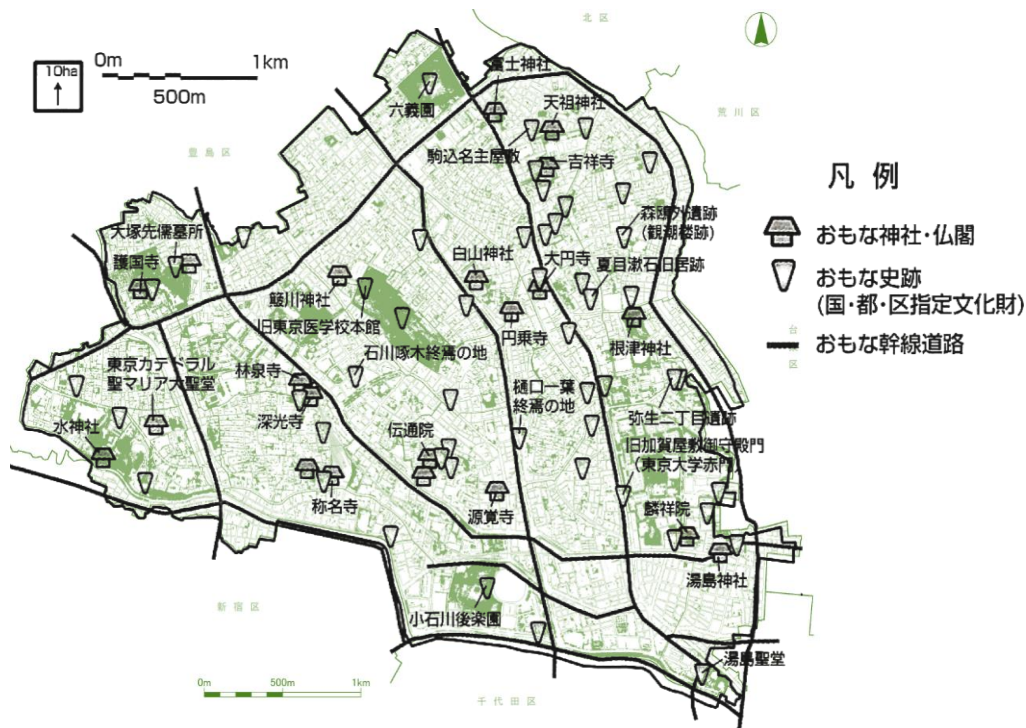 北区
10ha
0m 1km
500m
富士神社
六義園
天祖神社
荒川区
豊島区
駒込名主屋敷
吉祥寺
凡 例
おもな神社・仏閣
おもな史跡
(国・都・区指定文化財)
おもな幹線道路
森鴎外遺跡
(観潮楼跡)
大塚先儒墓所
護国寺
白山神社
大円寺
夏目漱石旧居跡
簸川神社
旧東京医学校本館
円乗寺
根津神社
台
区
石川啄木終焉の地
東京カテドラル
聖マリア大聖堂
林泉寺
樋口一葉
終焉の地
弥生二丁目遺跡
深光寺
伝通院
水神社
旧加賀屋敷御守殿門
(東京大学赤門)
称名寺
源覚寺
麟祥院
湯島神社
新宿区
小石川後楽園
湯島聖堂
0m 500m 1km
千代田区